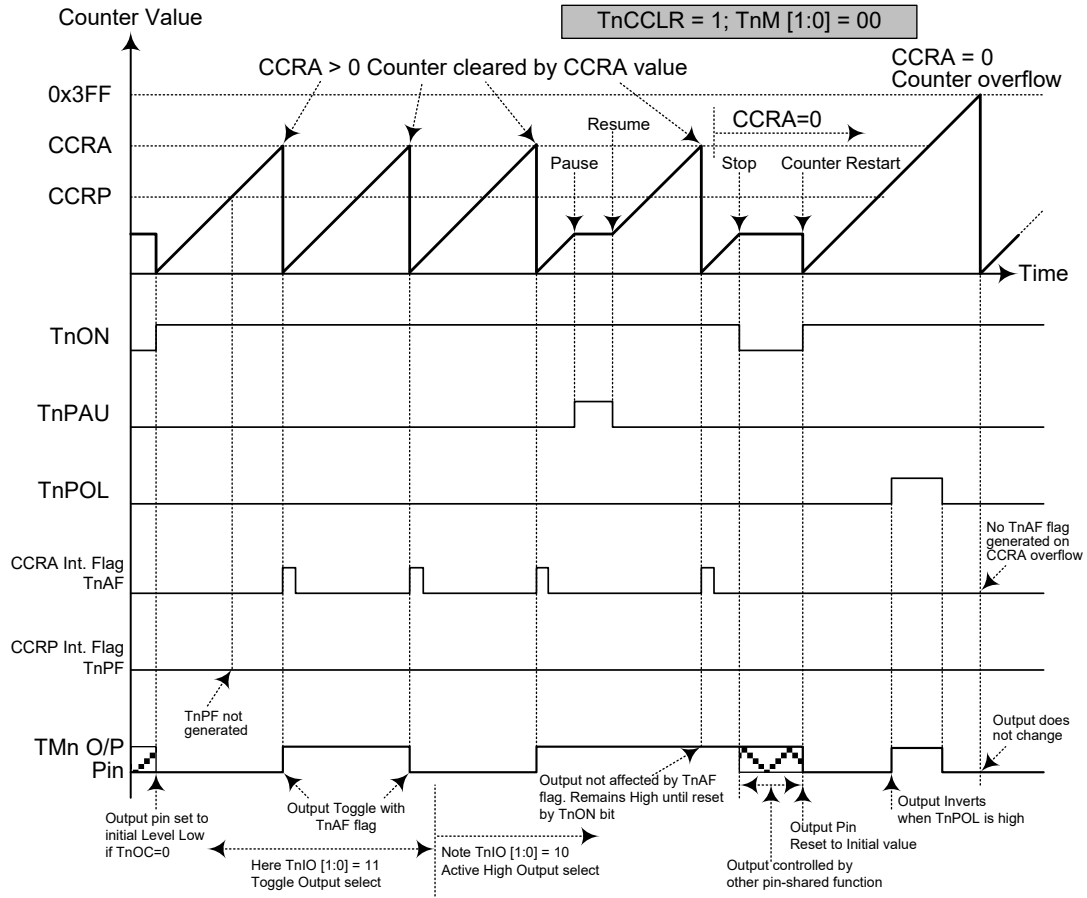 Counter Value
TnCCLR = 1; TnM [1:0] = 00
CCRA > 0 Counter cleared by CCRA value
CCRA = 0
Counter overflow
0x3FF
CCRA=0
Resume
CCRA
Pause
Stop
Counter Restart
CCRP
Time
TnON
TnPAU
TnPOL
No TnAF flag
generated on
CCRA overflow
CCRA Int. Flag
TnAF
CCRP Int. Flag
TnPF
TnPF not
generated
Output does
not change
TMn O/P
Pin
Output pin set to
initial Level Low
if TnOC=0
Output Toggle with
TnAF flag
Output not affected by TnAF
flag. Remains High until reset
by TnON bit
Output Inverts
when TnPOL is high
Output Pin
Reset to Initial value
Here TnIO [1:0] = 11
Toggle Output select
Note TnIO [1:0] = 10
Active High Output select
Output controlled by
other pin-shared function